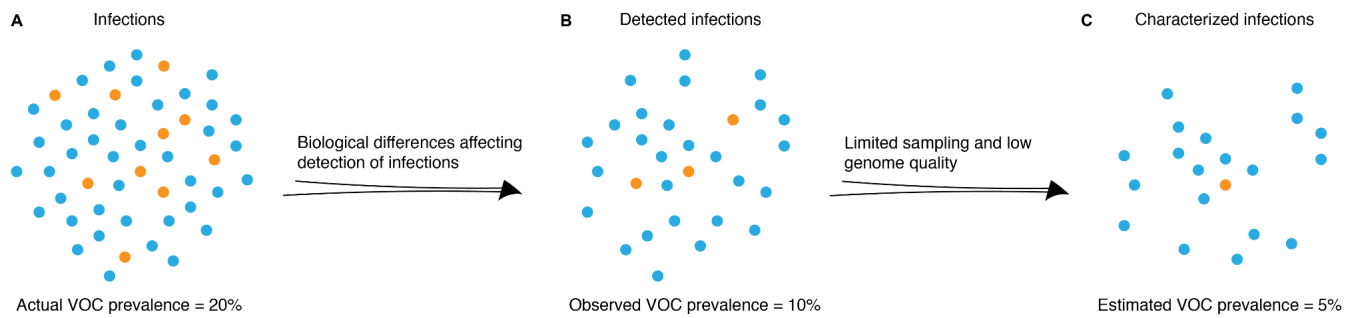 A Infections
B Detected infections
C Characterized infections
Biological differences affecting
detection of infections
Limited sampling and low
genome quality
Actual VOC prevalence = 20%
Observed VOC prevalence = 10%
Estimated VOC prevalence = 5%